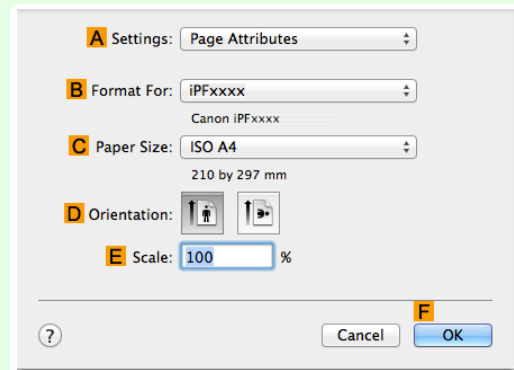 A Settings: Page Attributes
B Format For: iPFxxxx
Canon iPFxxxx
C Paper Size: ISO A4
210 by 297 mm
D Orientation:
E Scale: 100 %
F
? Cancel OK